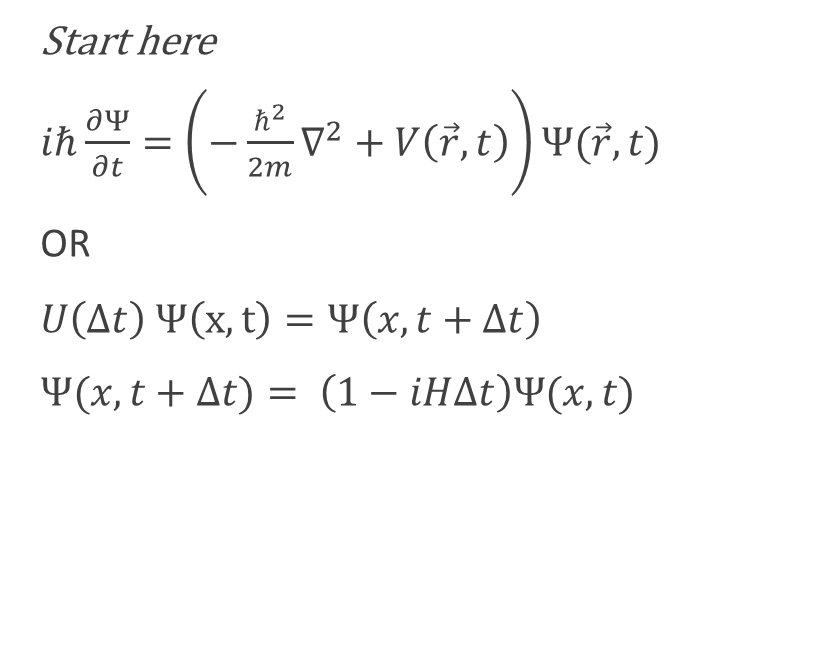 Start here
iħ ∂Ψ/∂t = (−ħ²/2m ∇² + V(r⃗, t)) Ψ(r⃗, t)
OR
U(Δt) Ψ(x, t) = Ψ(x, t + Δt)
Ψ(x, t + Δt) = (1 − iHΔt)Ψ(x, t)